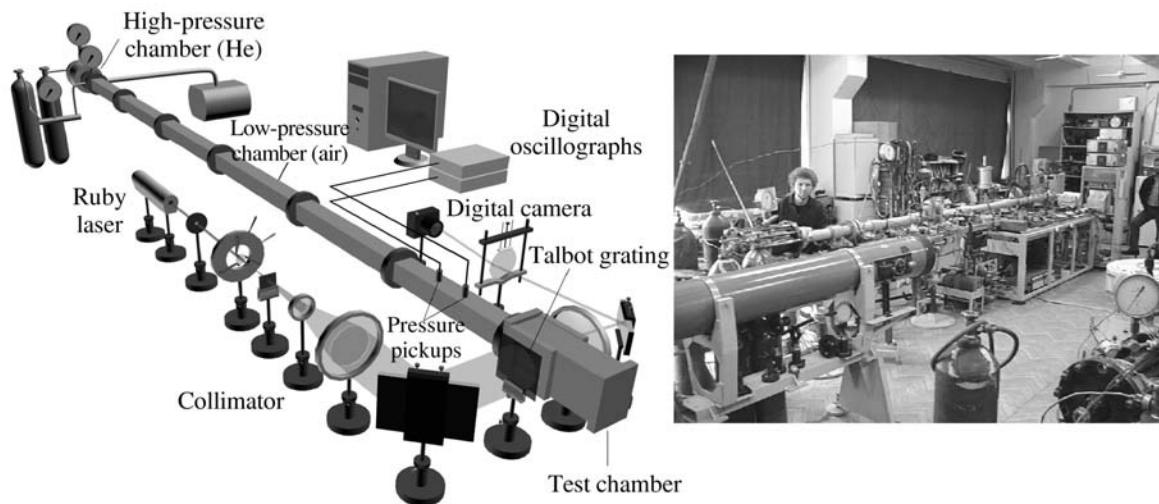 High-pressure
chamber (He)
Low-pressure
chamber (air)
Digital
oscillographs
Ruby
laser
Digital camera
Talbot grating
Pressure
pickups
Collimator
Test chamber